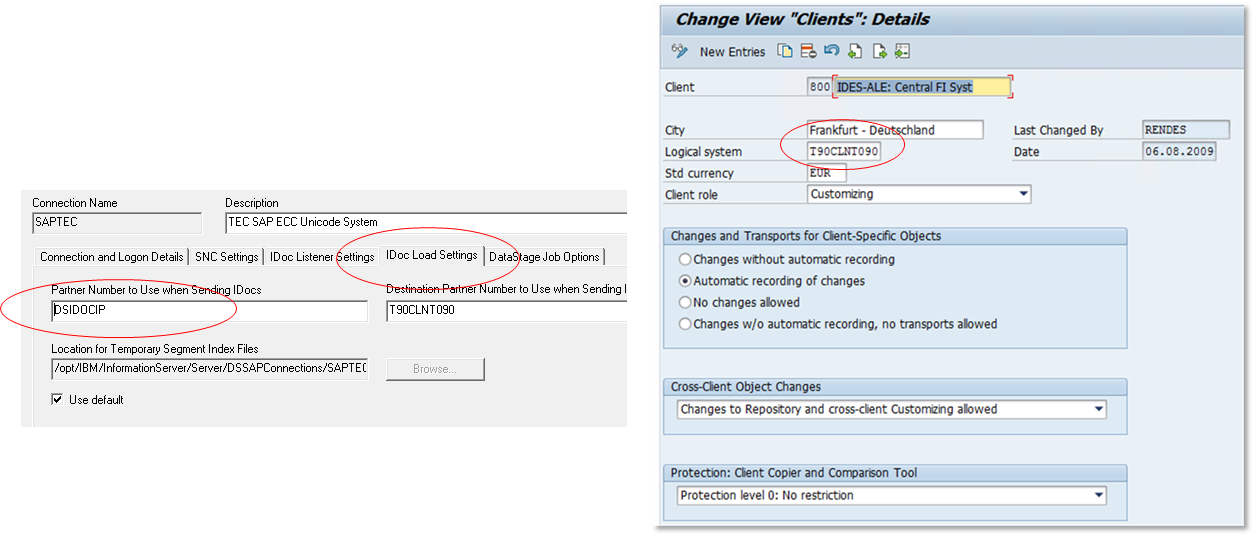 Connection Name
Description
SAPTEC
TEC SAP ECC Unicode System
Connection and Logon Details
SNC Settings
IDoc Listener Settings
IDoc Load Settings
DataStage Job Options
Partner Number to Use when Sending IDocs
Destination Partner Number to Use when Sending I
DSIDOCIP
T90CLNT090
Location for Temporary Segment Index Files
/opt/IBM/InformationServer/Server/DSSAPConnections/SAPTEC
Browse...
Use default
Change View "Clients": Details
New Entries
Client
800
IDES-ALE: Central FI Syst
City
Frankfurt - Deutschland
Last Changed By
RENDES
Logical system
T90CLNT090
Date
06.08.2009
Std currency
EUR
Client role
Customizing
Changes and Transports for Client-Specific Objects
Changes without automatic recording
Automatic recording of changes
No changes allowed
Changes w/o automatic recording, no transports allowed
Cross-Client Object Changes
Changes to Repository and cross-client Customizing allowed
Protection: Client Copier and Comparison Tool
Protection level 0: No restriction